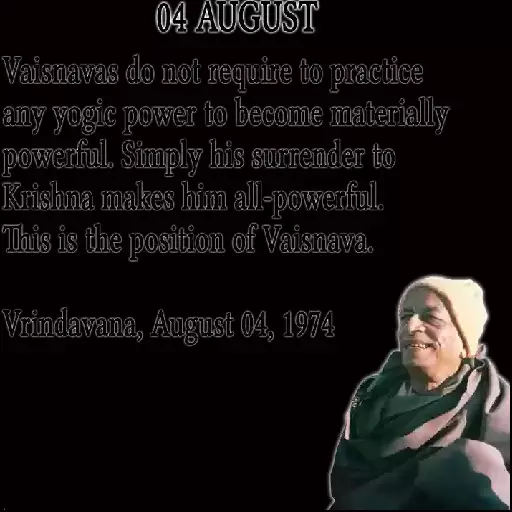 04 AUGUST
Vaisnavas do not require to practice
any yogic power to become materially
powerful. Simply his surrender to
Krishna makes him all-powerful.
This is the position of Vaisnava.
Vrindavana, August 04, 1974